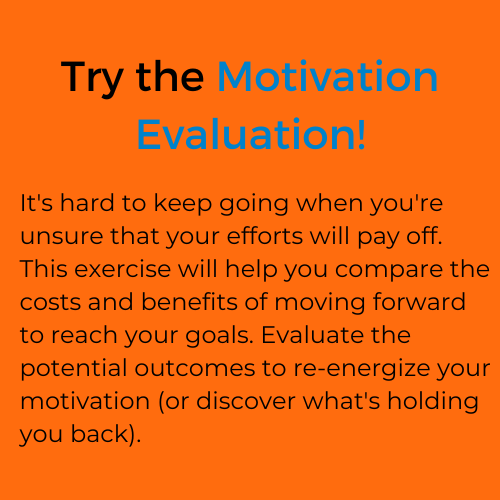 Try the Motivation
Evaluation!
It's hard to keep going when you're
unsure that your efforts will pay off.
This exercise will help you compare the
costs and benefits of moving forward
to reach your goals. Evaluate the
potential outcomes to re-energize your
motivation (or discover what's holding
you back).